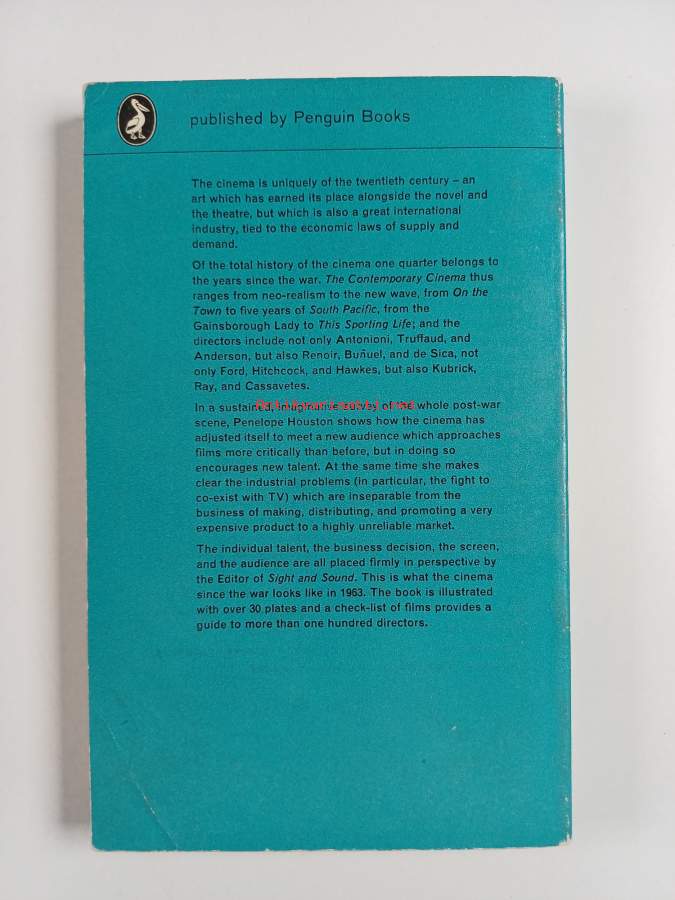 published by Penguin Books
The cinema is uniquely of the twentieth century – an
art which has earned its place alongside the novel and
the theatre, but which is also a great international
industry, tied to the economic laws of supply and
demand.
Of the total history of the cinema one quarter belongs to
the years since the war. The Contemporary Cinema thus
ranges from neo-realism to the new wave, from On the
Town to five years of South Pacific, from the
Gainsborough Lady to This Sporting Life; and the
directors include not only Antonioni, Truffaud, and
Anderson, but also Renoir, Buñuel, and de Sica, not
only Ford, Hitchcock, and Hawkes, but also Kubrick,
Ray, and Cassavetes.
In a sustained, imaginative survey of the whole post-war
scene, Penelope Houston shows how the cinema has
adjusted itself to meet a new audience which approaches
films more critically than before, but in doing so
encourages new talent. At the same time she makes
clear the industrial problems (in particular, the fight to
co-exist with TV) which are inseparable from the
business of making, distributing, and promoting a very
expensive product to a highly unreliable market.
The individual talent, the business decision, the screen,
and the audience are all placed firmly in perspective by
the Editor of Sight and Sound. This is what the cinema
since the war looks like in 1963. The book is illustrated
with over 30 plates and a check-list of films provides a
guide to more than one hundred directors.